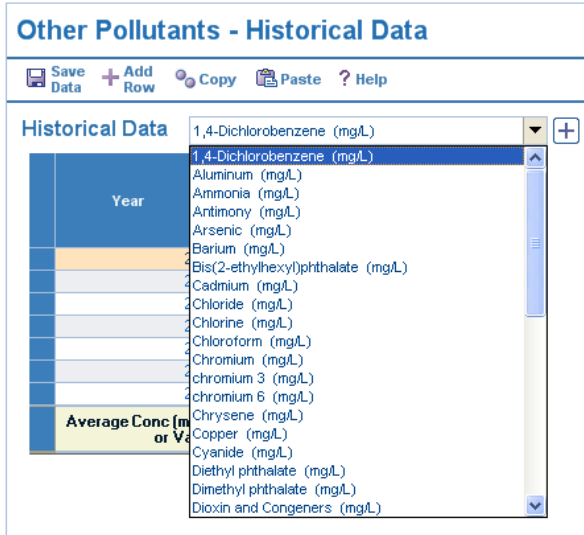 Other Pollutants - Historical Data
Save Data
Add Row
Copy
Paste
? Help
Historical Data
1,4-Dichlorobenzene (mg/L)
Year
1,4-Dichlorobenzene (mg/L)
Aluminum (mg/L)
Ammonia (mg/L)
Antimony (mg/L)
Arsenic (mg/L)
Barium (mg/L)
Bis(2-ethylhexyl)phthalate (mg/L)
Cadmium (mg/L)
Chloride (mg/L)
Chlorine (mg/L)
Chloroform (mg/L)
Chromium (mg/L)
chromium 3 (mg/L)
chromium 6 (mg/L)
Chrysene (mg/L)
Copper (mg/L)
Cyanide (mg/L)
Diethyl phthalate (mg/L)
Dimethyl phthalate (mg/L)
Dioxin and Congeners (mg/L)
Average Conc (m
or Va